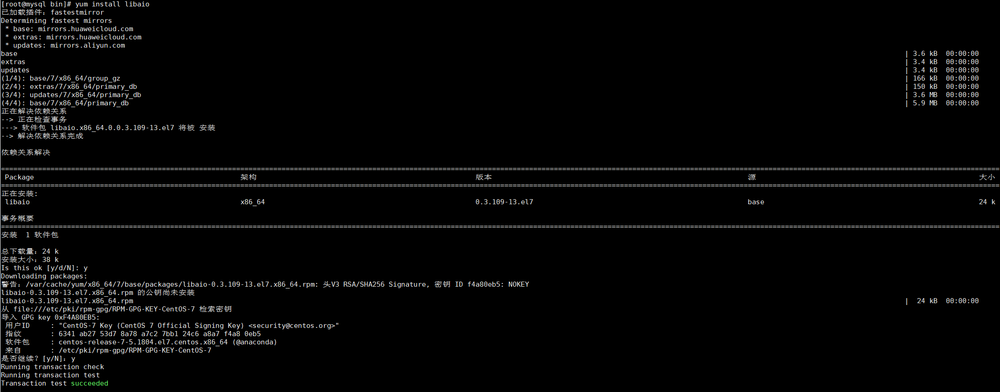 [root@mysql bin]# yum install libaio
已加载插件：fastestmirror
Determining fastest mirrors
 * base: mirrors.huaweicloud.com
 * extras: mirrors.huaweicloud.com
 * updates: mirrors.aliyun.com
base | 3.6 kB 00:00:00
extras | 3.4 kB 00:00:00
updates | 3.4 kB 00:00:00
(1/4): base/7/x86_64/group_gz | 166 kB 00:00:00
(2/4): extras/7/x86_64/primary_db | 150 kB 00:00:00
(3/4): updates/7/x86_64/primary_db | 3.6 MB 00:00:00
(4/4): base/7/x86_64/primary_db | 5.9 MB 00:00:00
正在解决依赖关系
--> 正在检查事务
---> 软件包 libaio.x86_64.0.0.3.109-13.el7 将被 安装
--> 解决依赖关系完成
依赖关系解决
Package 架构 版本 源 大小
正在安装:
libaio x86_64 0.3.109-13.el7 base 24 k
事务概要
安装 1 软件包
总下载量：24 k
安装大小：38 k
Is this ok [y/d/N]: y
Downloading packages:
警告：/var/cache/yum/x86_64/7/base/packages/libaio-0.3.109-13.el7.x86_64.rpm: 头V3 RSA/SHA256 Signature, 密钥 ID f4a80eb5: NOKEY
libaio-0.3.109-13.el7.x86_64.rpm 的公钥尚未安装
libaio-0.3.109-13.el7.x86_64.rpm | 24 kB 00:00:00
从 file:///etc/pki/rpm-gpg/RPM-GPG-KEY-CentOS-7 检索密钥
导入 GPG key 0xF4A80EB5:
用户ID : "CentOS-7 Key (CentOS 7 Official Signing Key) <security@centos.org>"
指纹 : 6341 ab27 53d7 8a78 a7c2 7bb1 24c6 a8a7 f4a8 0eb5
软件包 : centos-release-7-5.1804.el7.centos.x86_64 (@anaconda)
来自 : /etc/pki/rpm-gpg/RPM-GPG-KEY-CentOS-7
是否继续？[y/N]：y
Running transaction check
Running transaction test
Transaction test succeeded